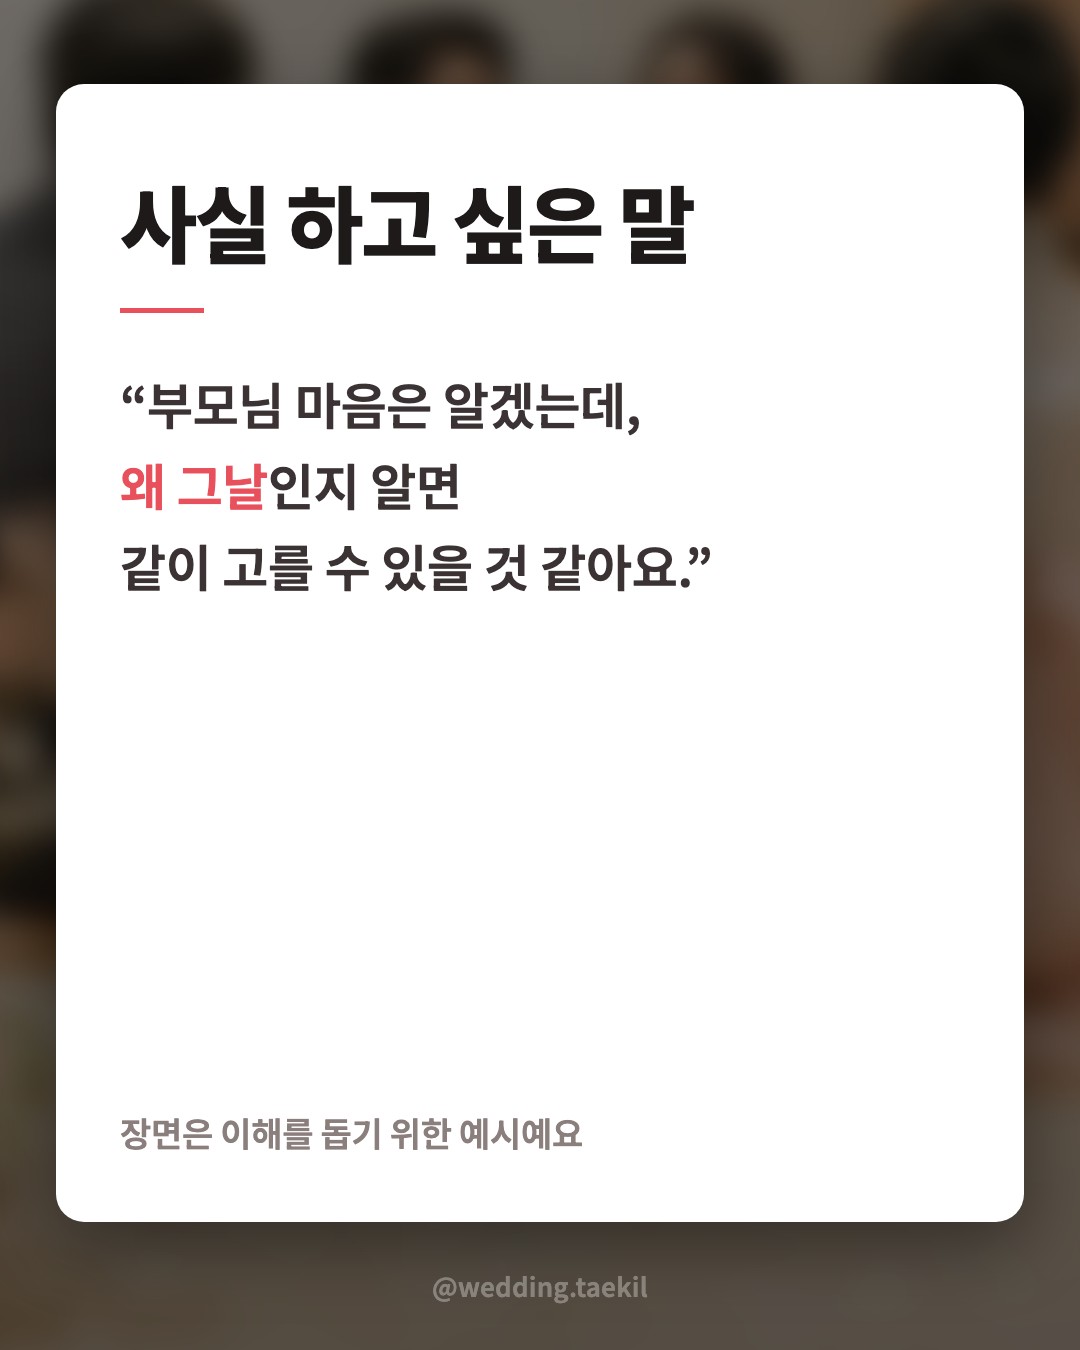 사실 하고 싶은 말
“부모님 마음은 알겠는데,
왜 그날인지 알면
같이 고를 수 있을 것 같아요.”
장면은 이해를 돕기 위한 예시예요
@wedding.taekil